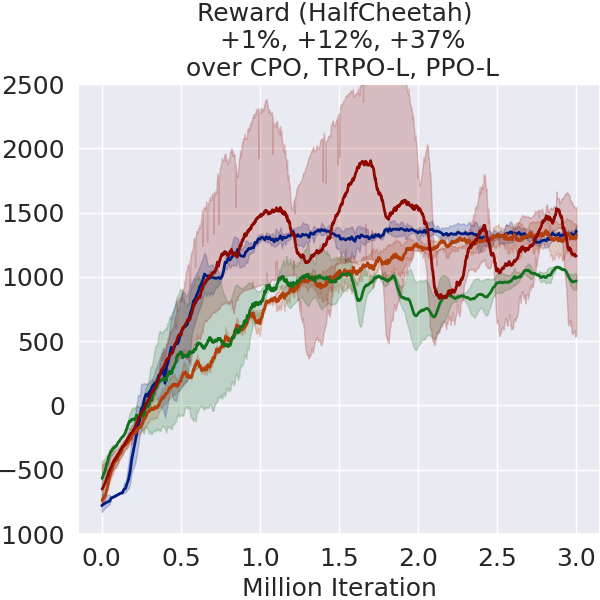 Reward (HalfCheetah)
+1%, +12%, +37%
over CPO, TRPO-L, PPO-L
2500
2000
1500
1000
500
0
−500
1000
0.0 0.5 1.0 1.5 2.0 2.5 3.0
Million Iteration